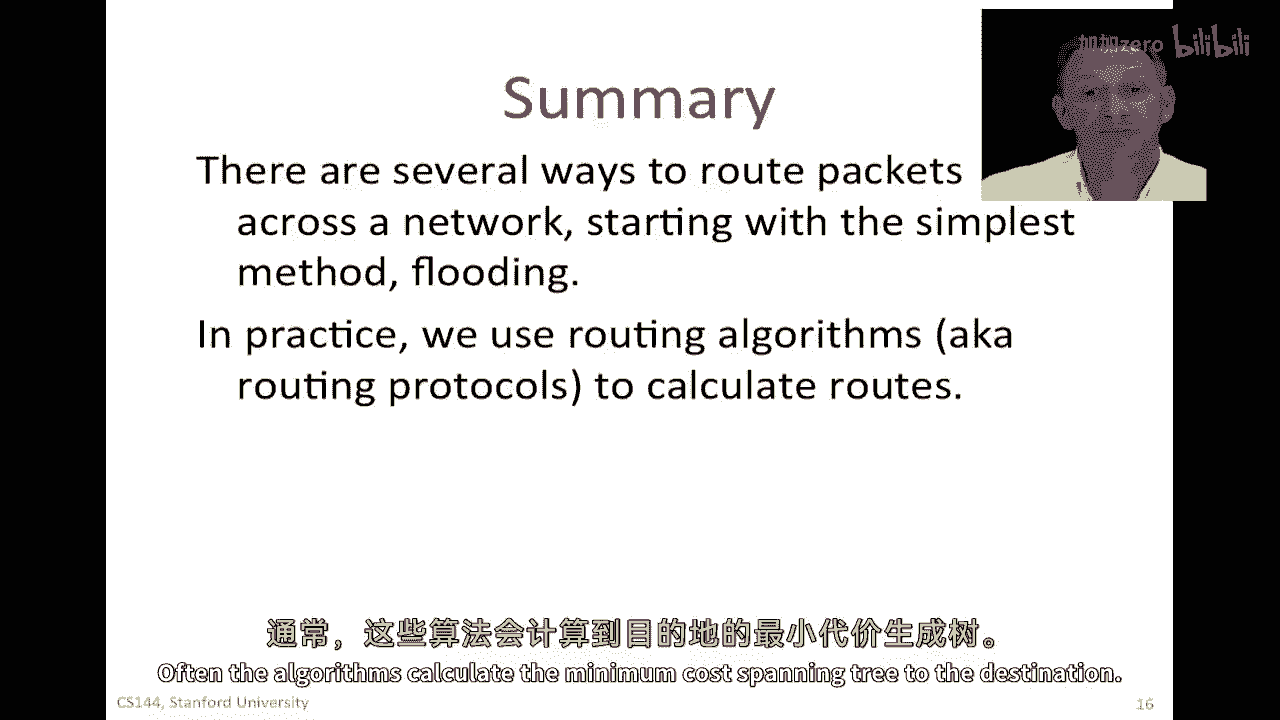 加加zero bilibili
Summary
There are several ways to route packets
across a network, starting with the simplest
method, flooding.
In practice, we use routing algorithms (aka
routing protocols) to calculate routes.
通常，这些算法会计算到目的地的最小代价生成树。
Often the algorithms calculate the minimum cost spanning tree to the destination.
CS144, Stanford University
16